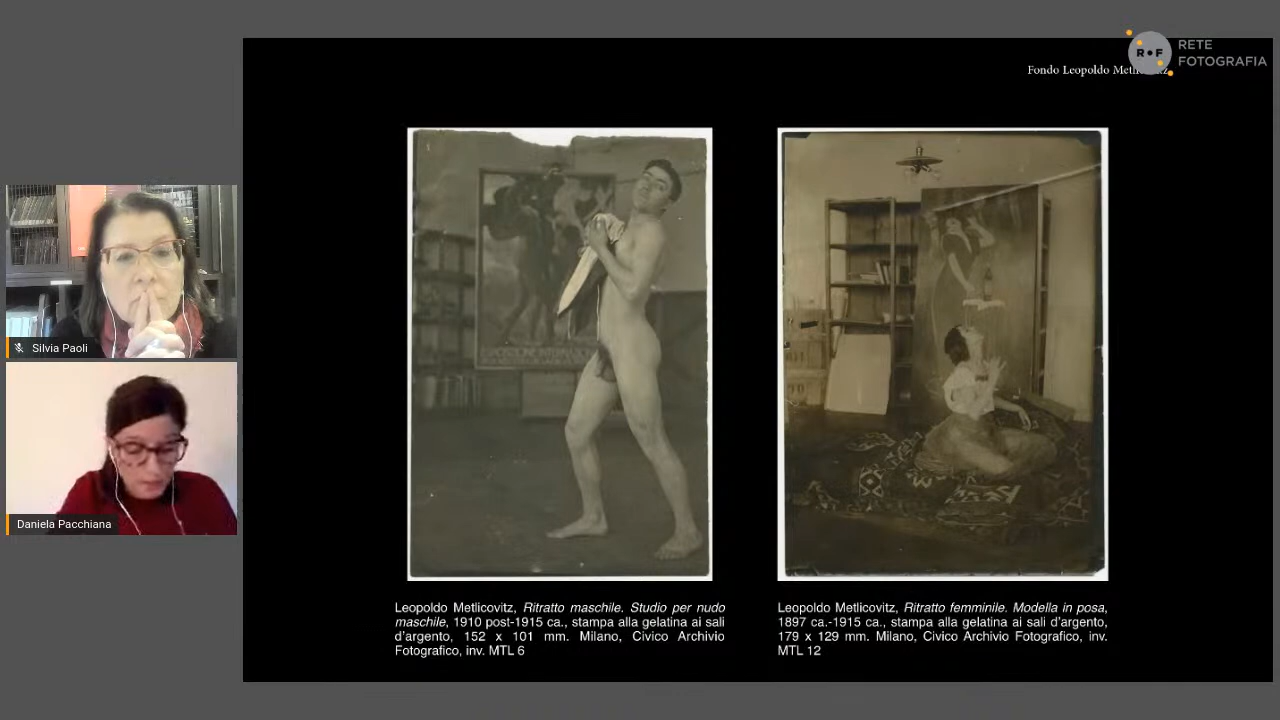 RETE
R●F
FOTOGRAFIA
Fondo Leopoldo
Silvia Paoli
Daniela Pacchiana
Leopoldo Metlicovitz, Ritratto maschile. Studio per nudo
maschile, 1910 post-1915 ca., stampa alla gelatina ai sali
d'argento, 152 x 101 mm. Milano, Civico Archivio
Fotografico, inv. MTL 6
Leopoldo Metlicovitz, Ritratto femminile. Modella in posa,
1897 ca.-1915 ca., stampa alla gelatina ai sali d'argento,
179 x 129 mm. Milano, Civico Archivio Fotografico, inv.
MTL 12